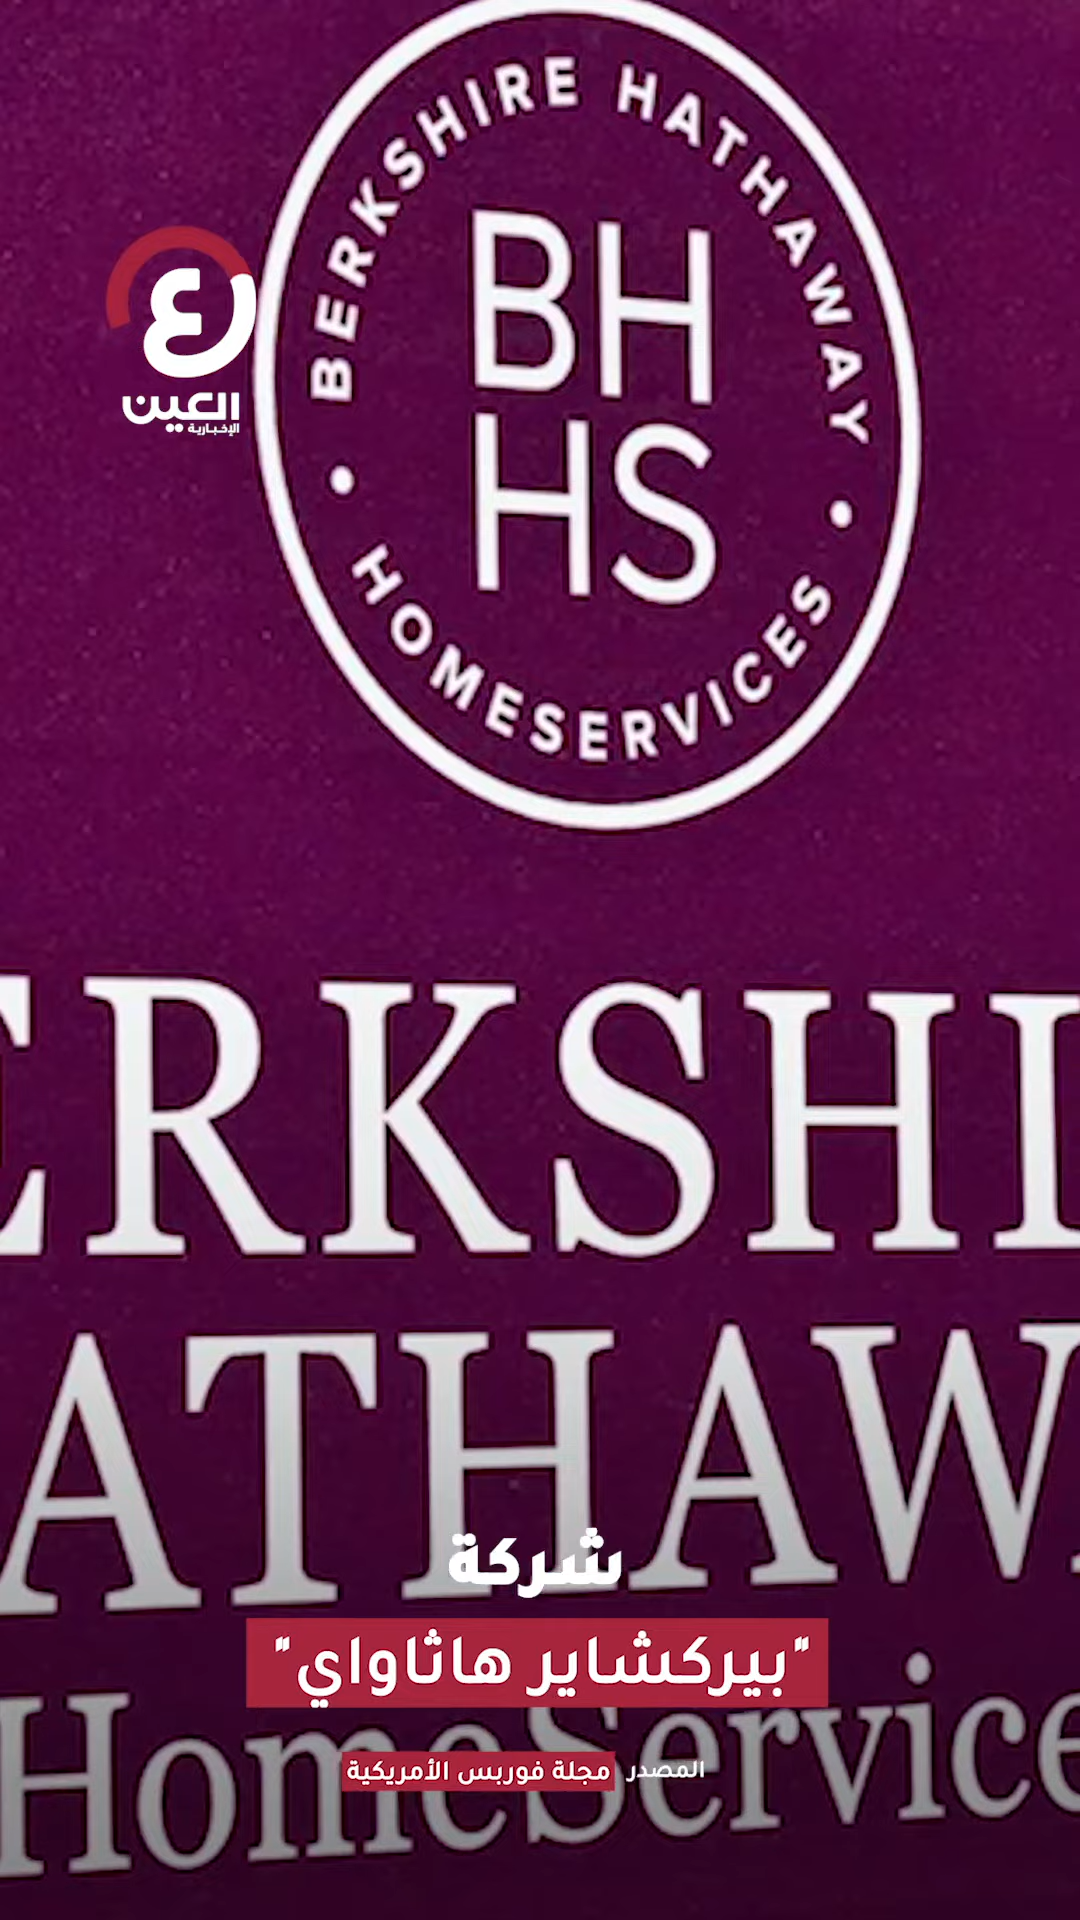 BERKSHIRE HATHAWAY
BH
HS
• HOMESERVICES •
العين
الإخبارية
ERKSHI
ATHAW
HomeService
شركة
"بيركشاير هاثاواي"
المصدر مجلة فوربس الأمريكية